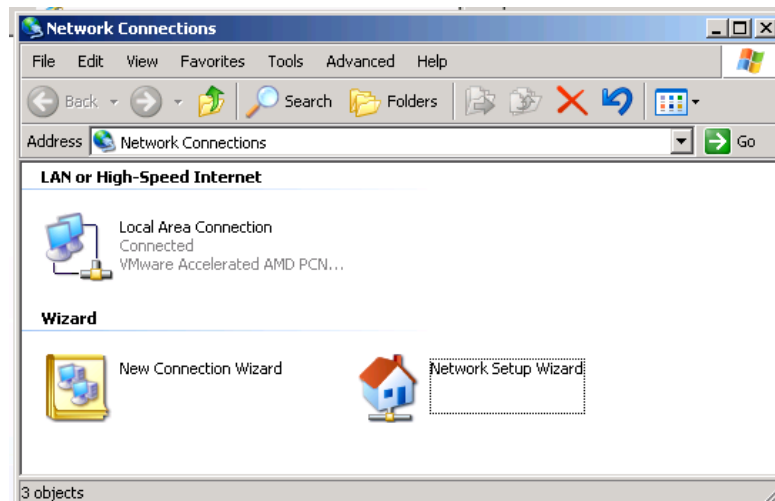 Network Connections
File Edit View Favorites Tools Advanced Help
Back Search Folders
Address Network Connections Go
LAN or High-Speed Internet
Local Area Connection
Connected
VMware Accelerated AMD PCN...
Wizard
New Connection Wizard Network Setup Wizard
3 objects